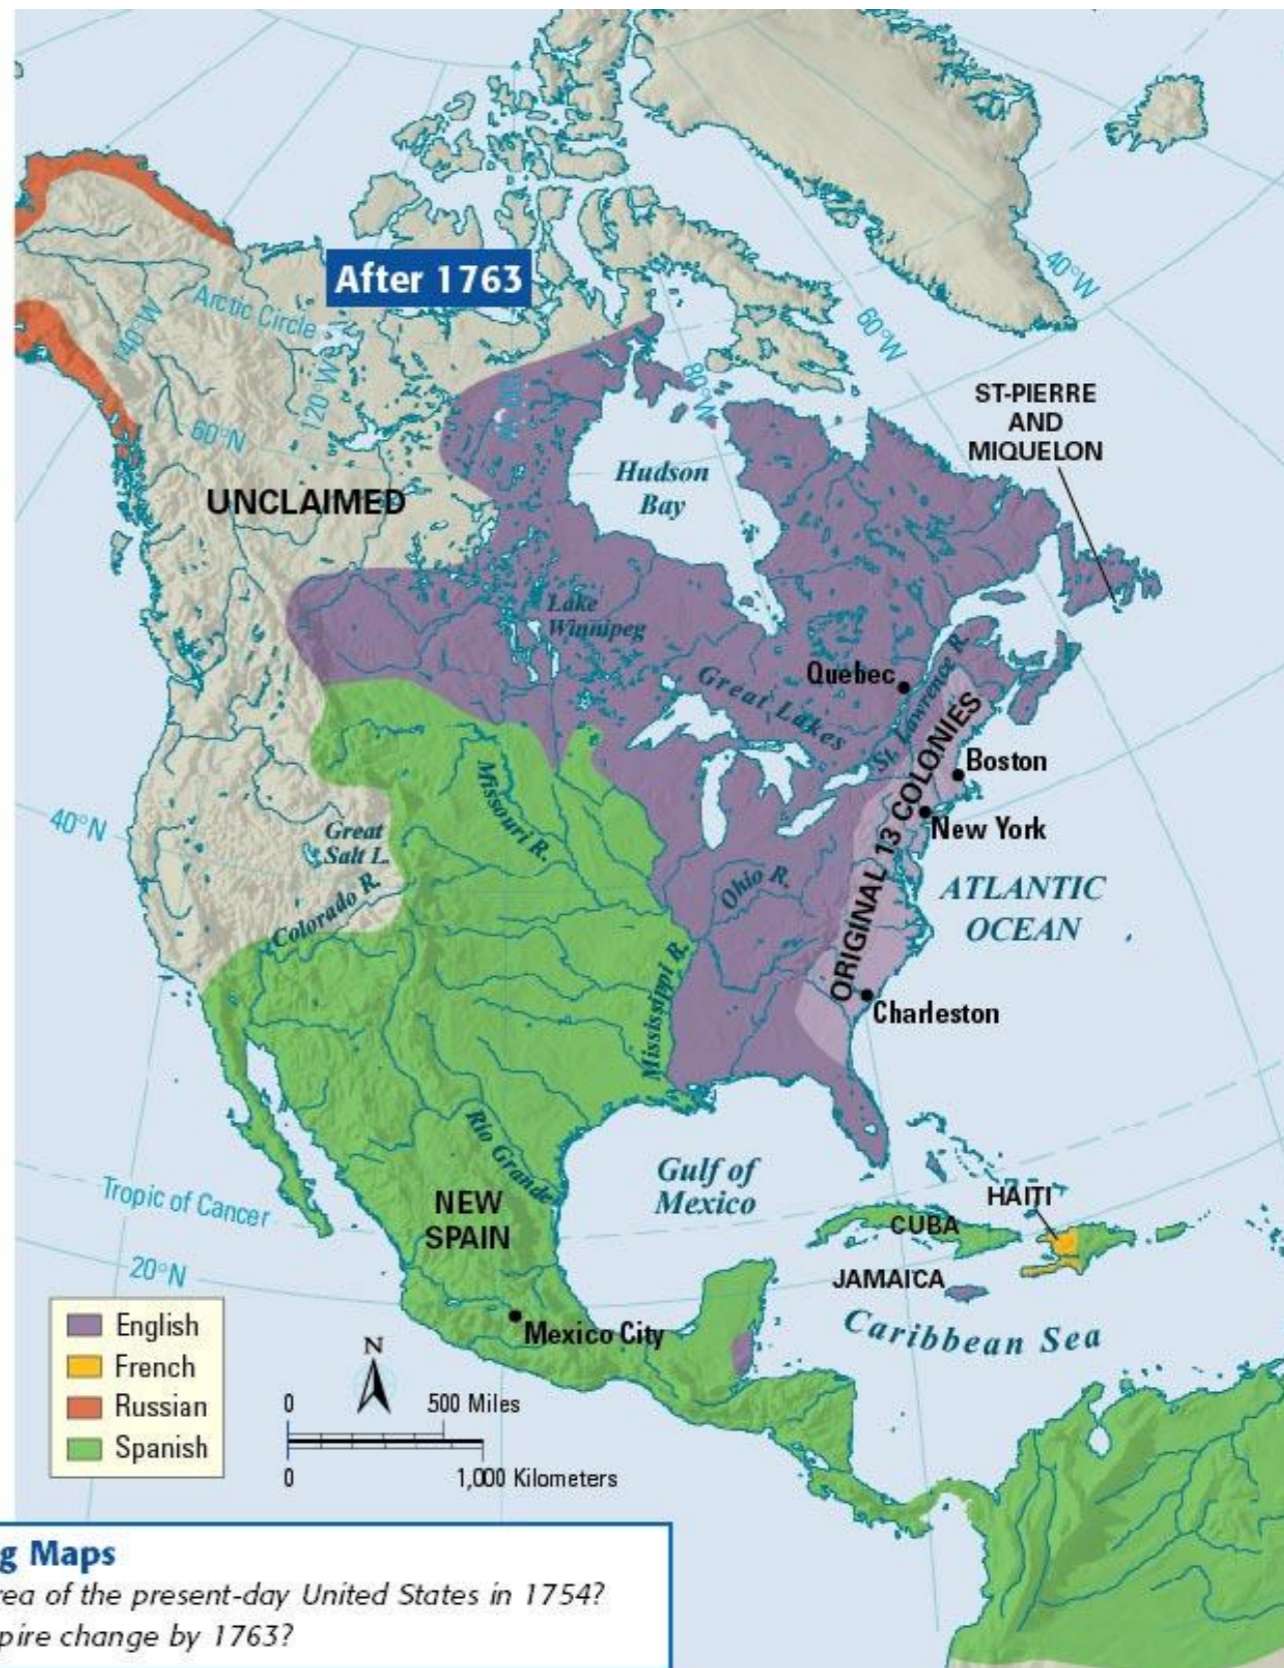 After 1763
Arctic Circle
140°W
120°W
80°W
60°W
40°W
60°N
ST-PIERRE
AND
MIQUELON
UNCLAIMED
Hudson
Bay
Lake
Winnipeg
Quebec
Great Lakes
St. Lawrence R.
ORIGINAL 13 COLONIES
Boston
New York
Missouri R.
40°N
Great
Salt L.
Colorado R.
Ohio R.
ATLANTIC
OCEAN
Mississippi R.
Charleston
Rio Grande
Gulf of
Mexico
Tropic of Cancer
NEW
SPAIN
HAITI
CUBA
20°N
JAMAICA
Mexico City
Caribbean Sea
English
French
Russian
Spanish
N
0 500 Miles
0 1,000 Kilometers
g Maps
rea of the present-day United States in 1754?
pire change by 1763?